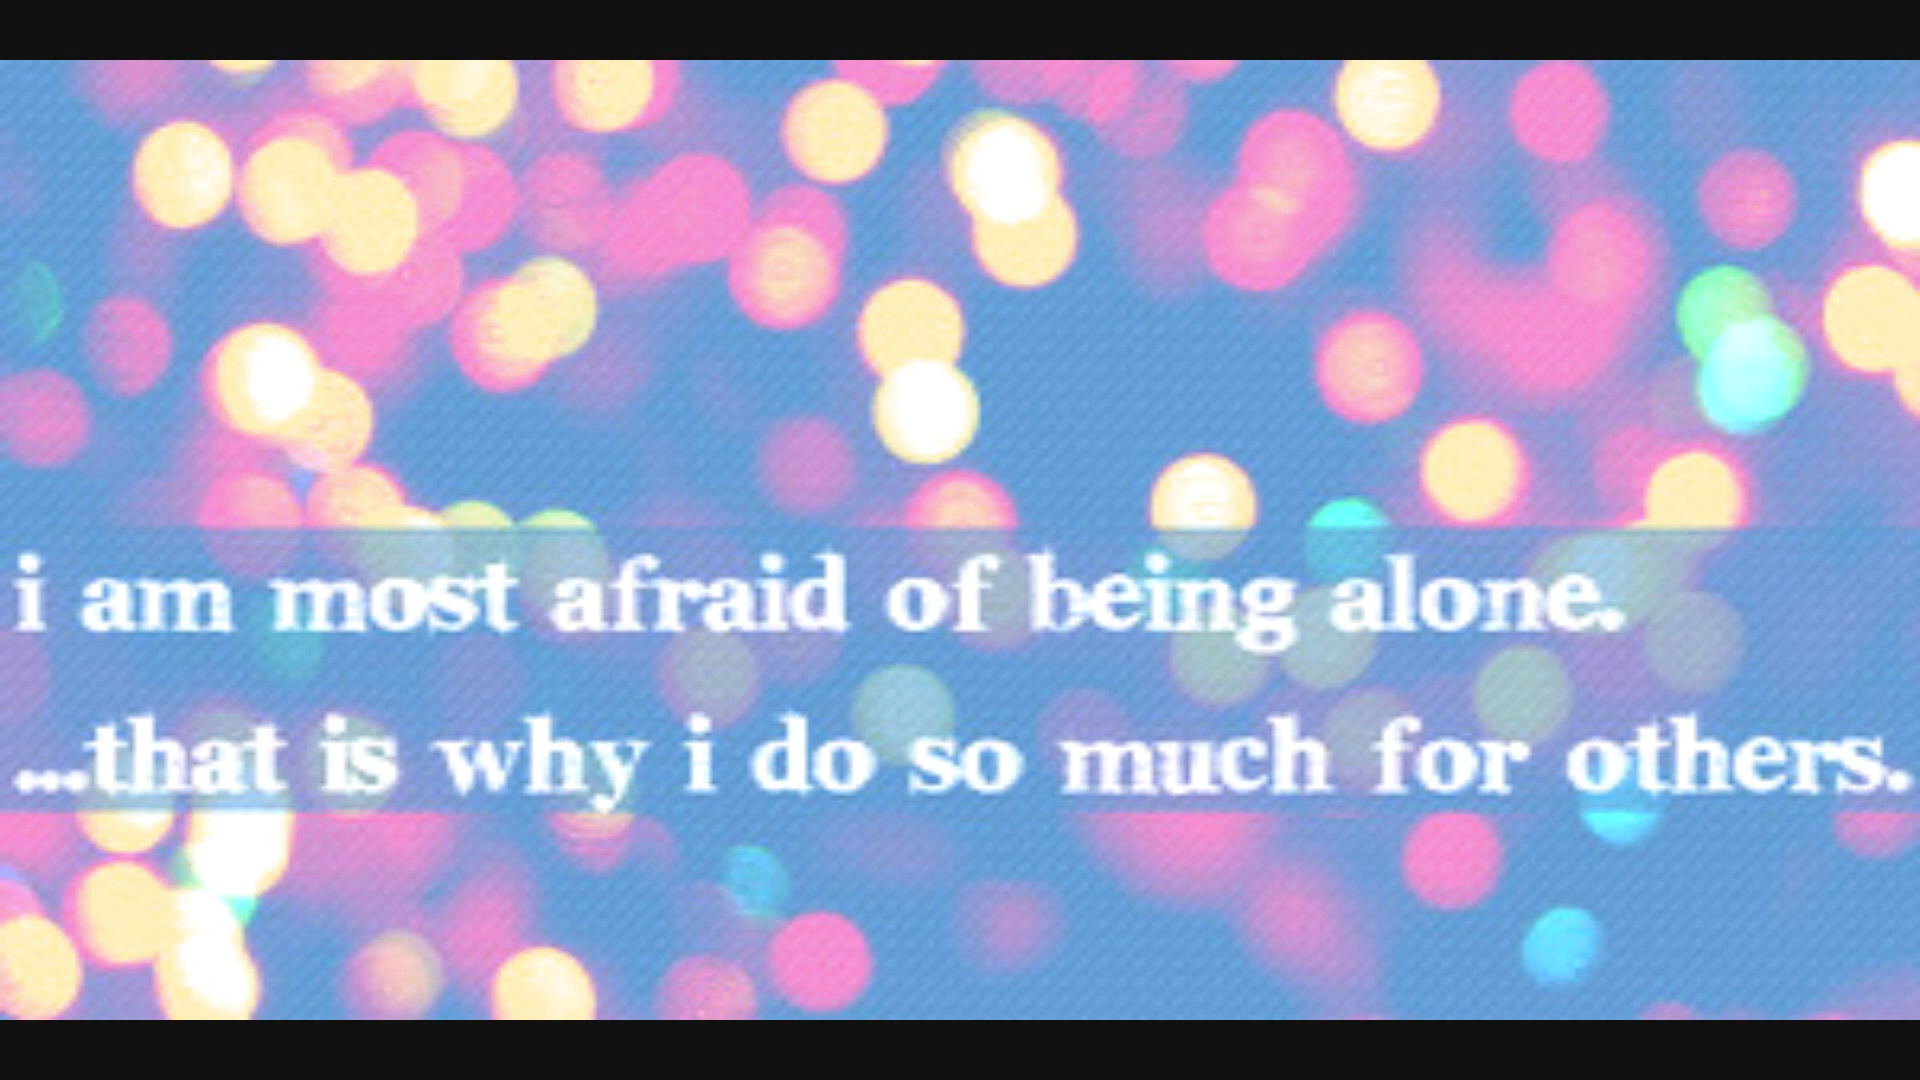 i am most afraid of being alone.
...that is why i do so much for others.